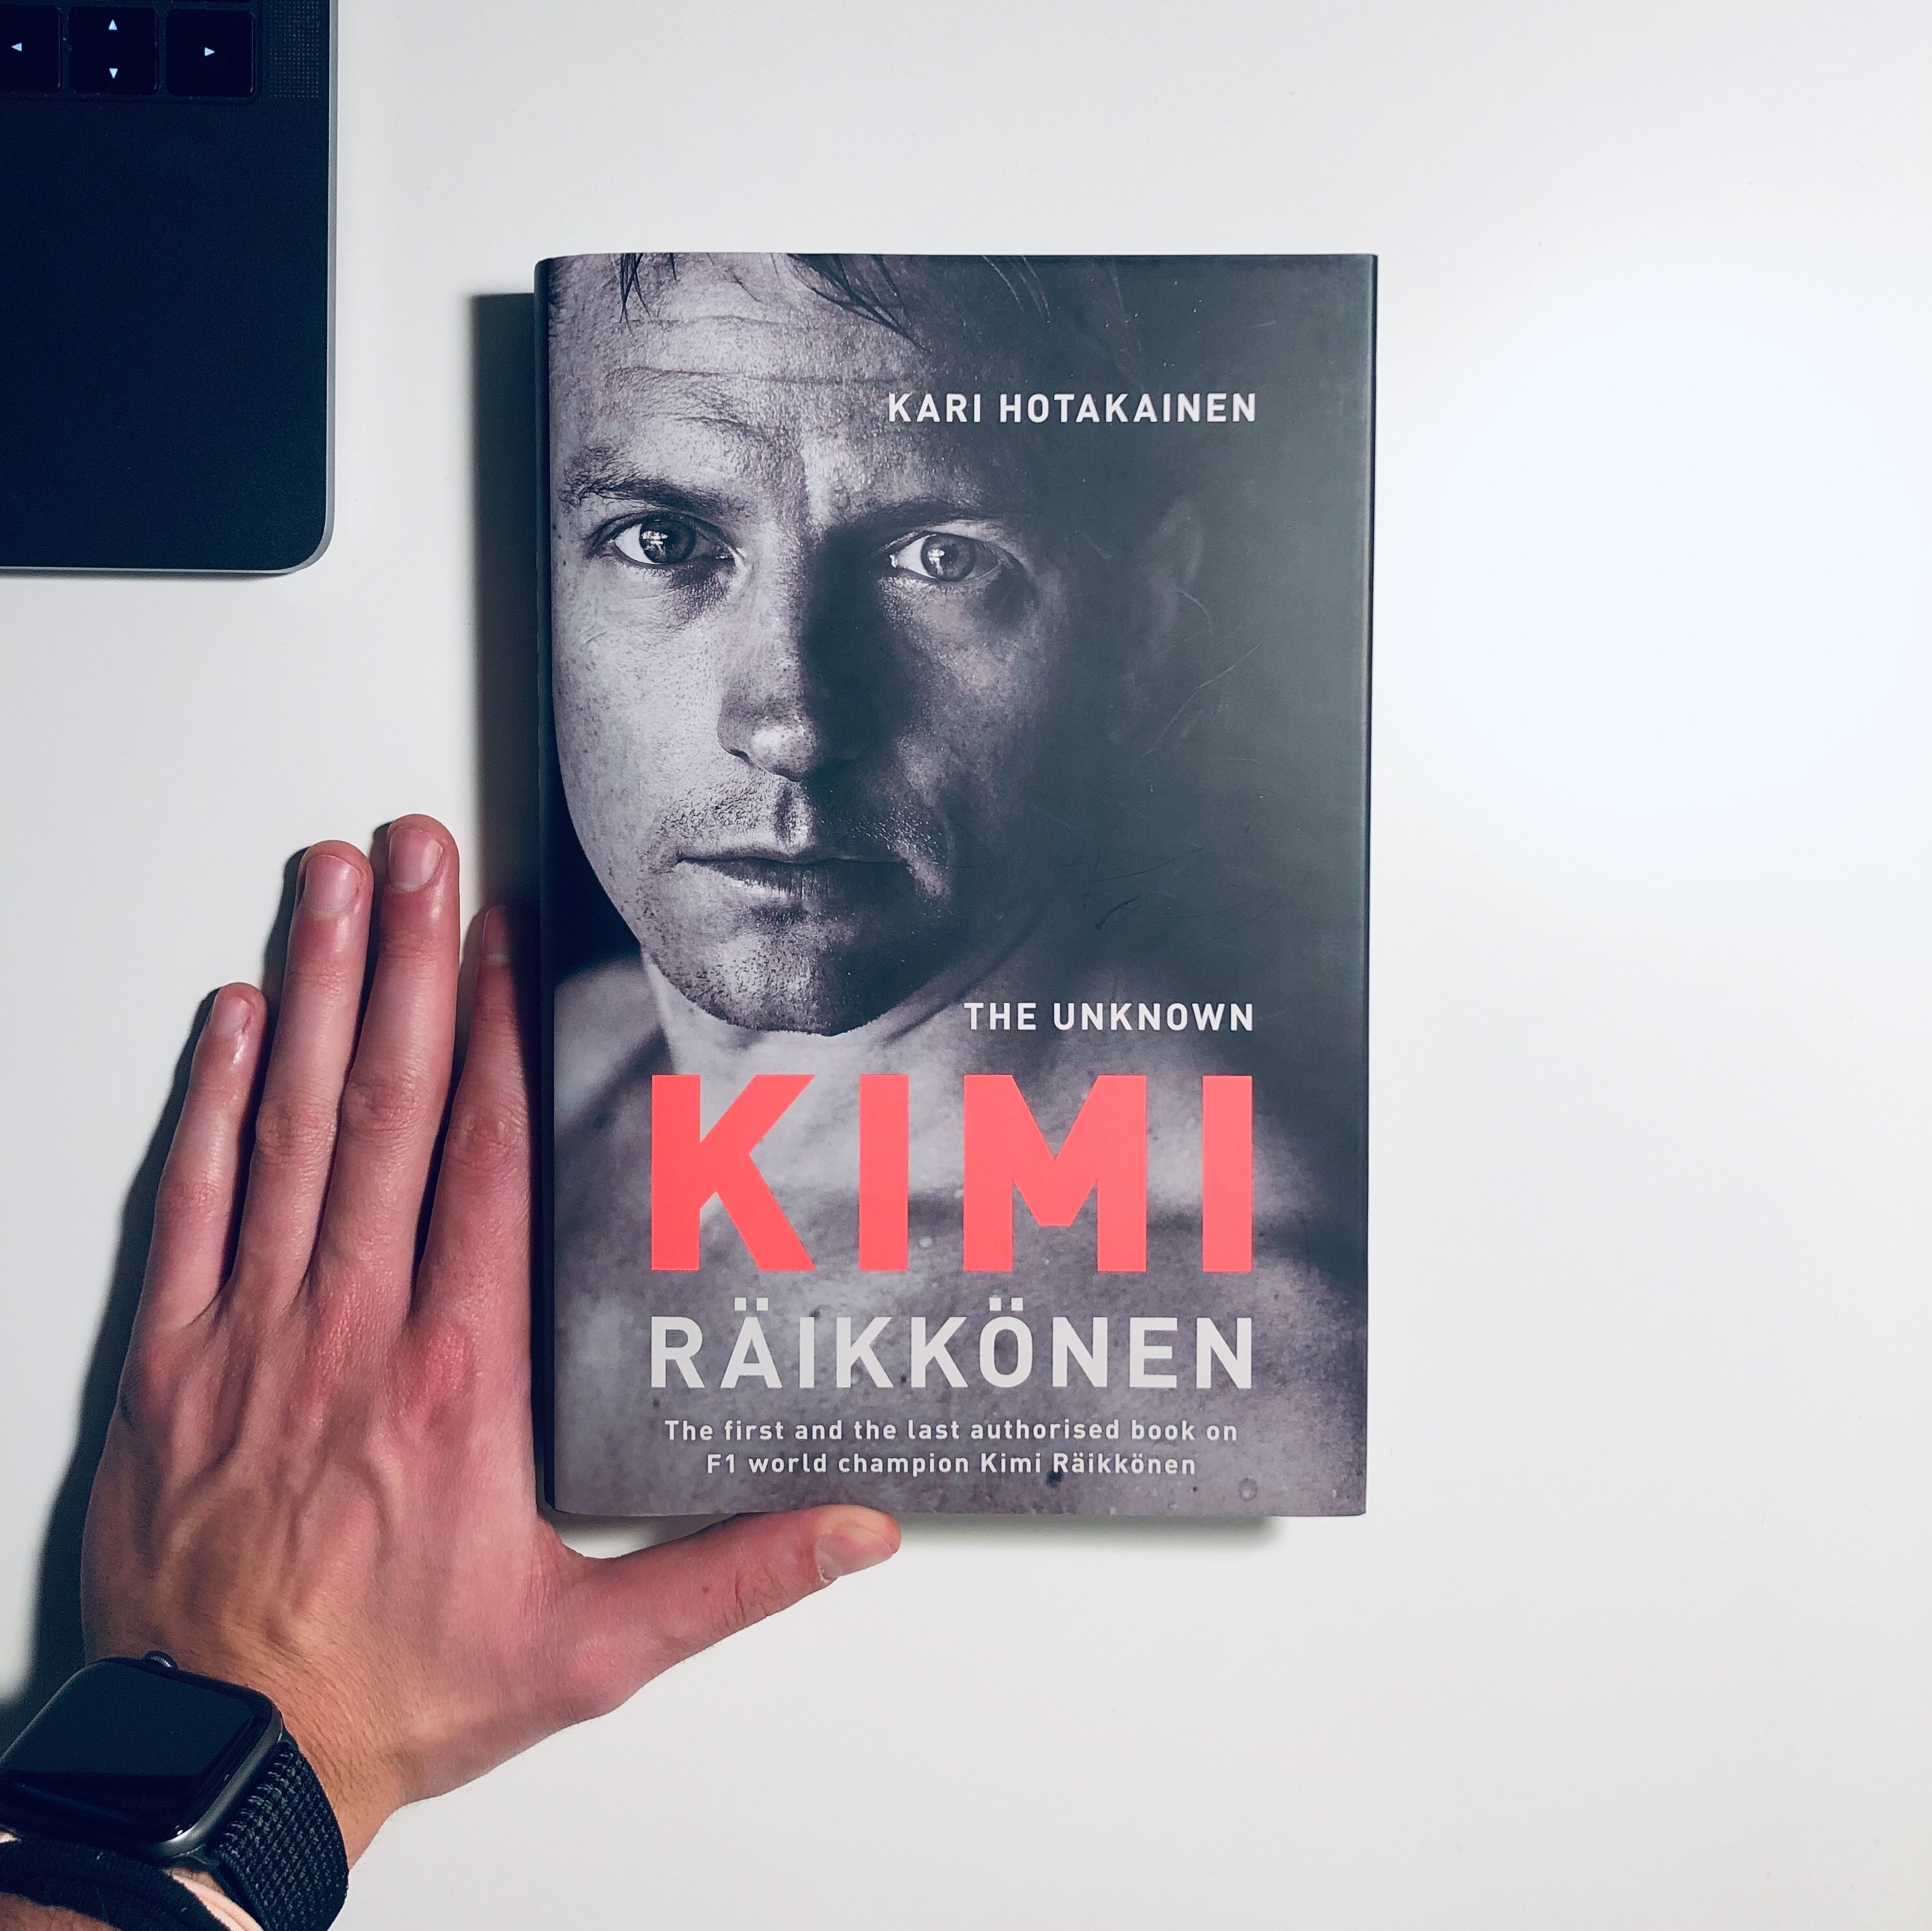 KARI HOTAKAINEN
THE UNKNOWN
KIMI
RÄIKKÖNEN
The first and the last authorised book on
F1 world champion Kimi Räikkönen